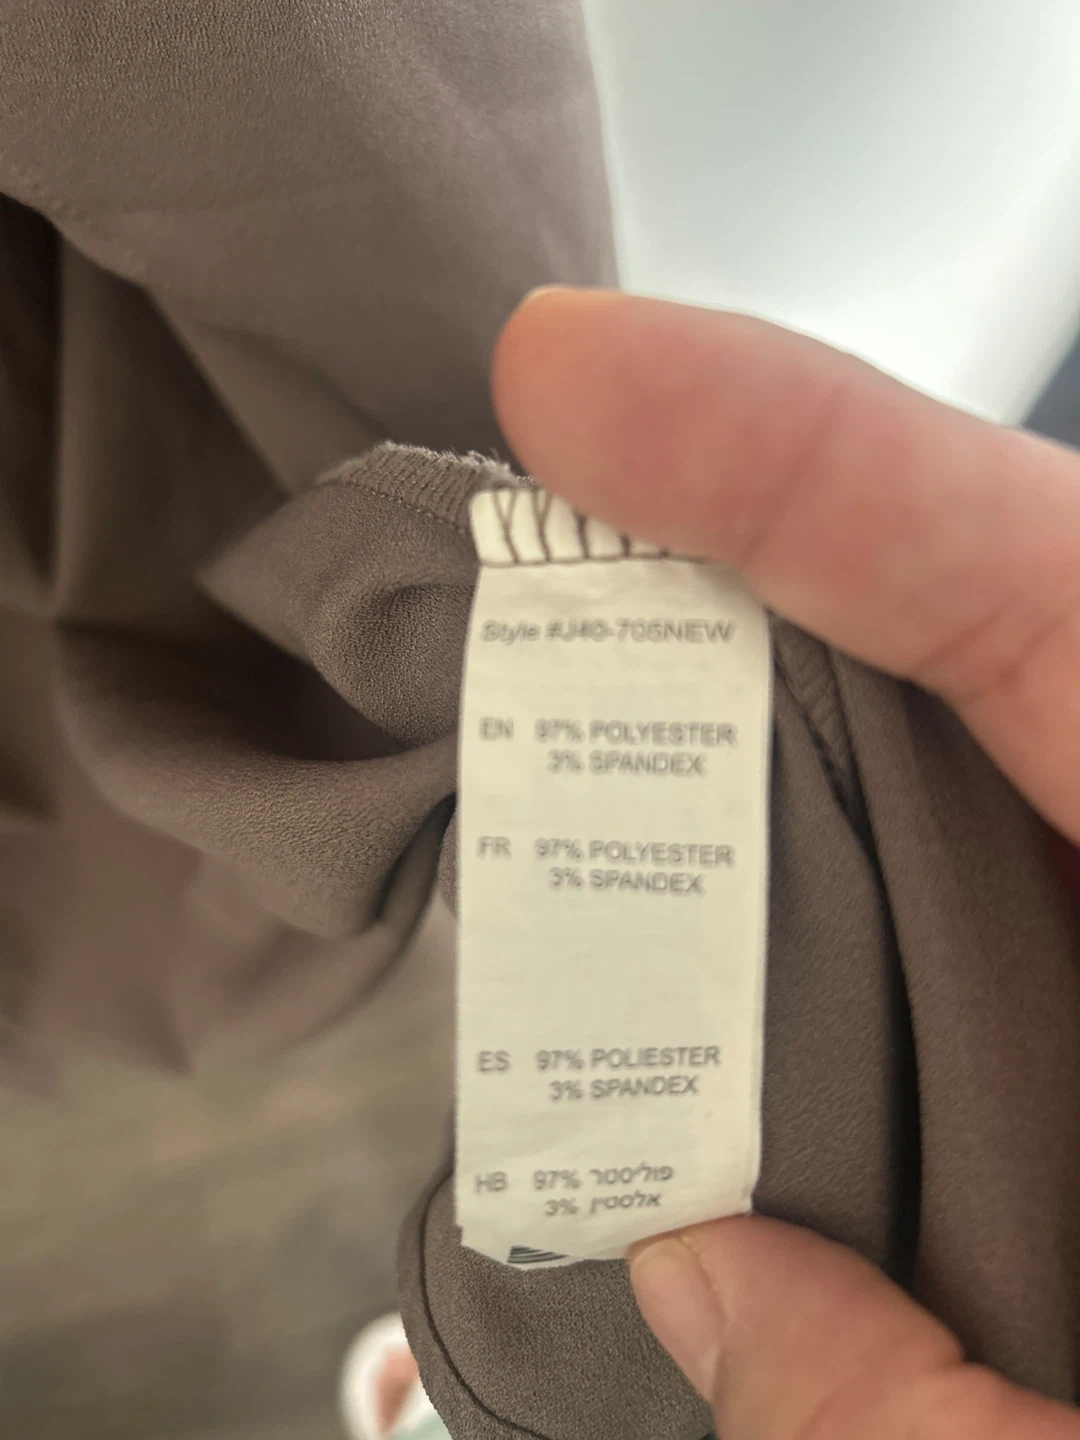 Style #J40-705NEW
EN 97% POLYESTER
3% SPANDEX
FR 97% POLYESTER
3% SPANDEX
ES 97% POLIESTER
3% SPANDEX
HB 97% פוליסטר
3% אלסטין